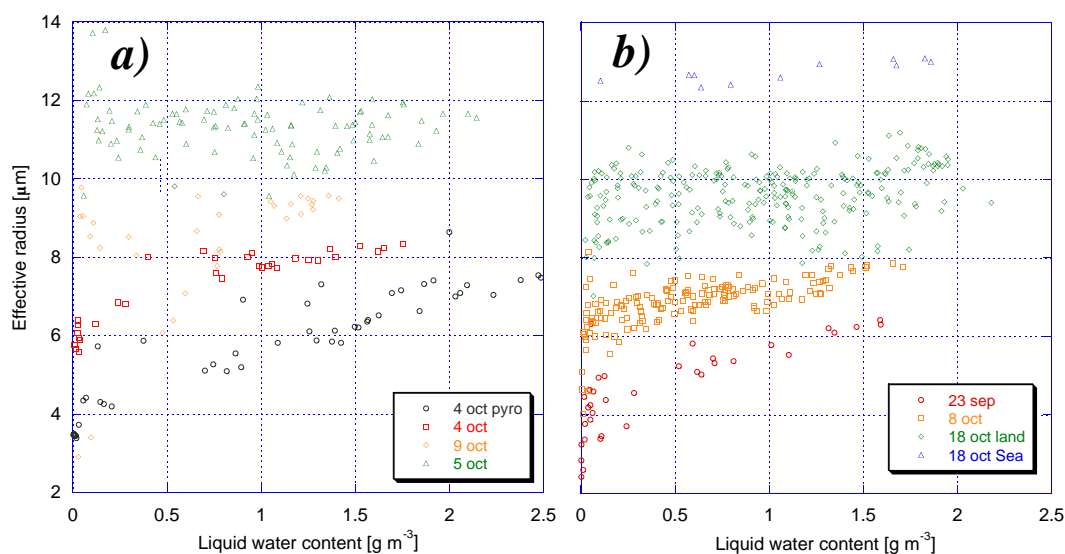 a)
b)
14
12
10
8
6
4
2
Effective radius [µm]
0 0.5 1 1.5 2 2.5
Liquid water content [g m-3]
4 oct pyro
4 oct
9 oct
5 oct
0 0.5 1 1.5 2 2.5
Liquid water content [g m-3]
23 sep
8 oct
18 oct land
18 oct Sea